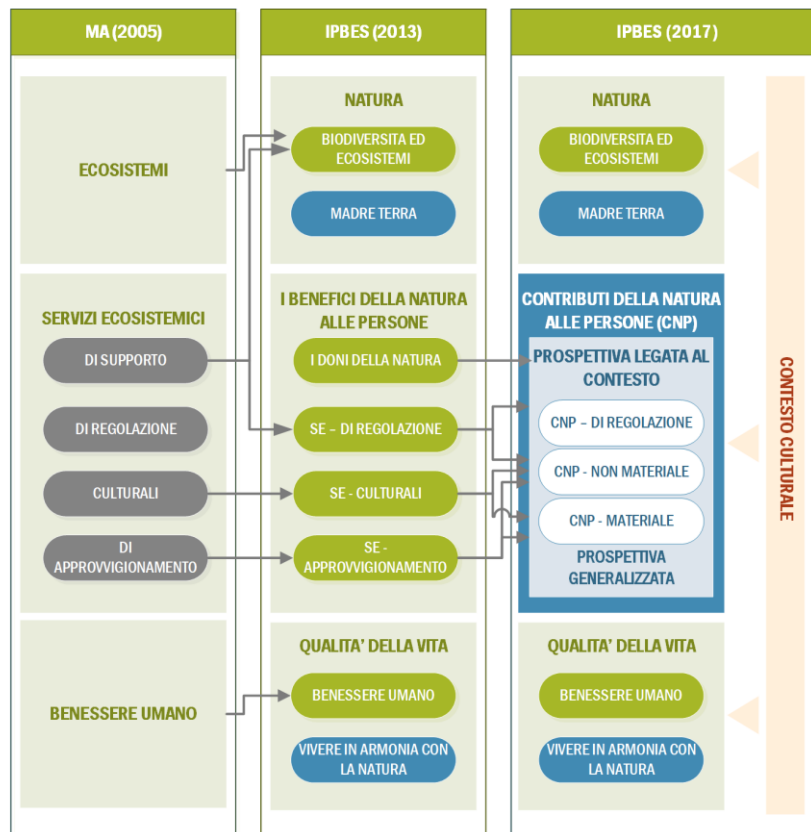 MA (2005)
ECOSISTEMI
SERVIZI ECOSISTEMICI
DI SUPPORTO
DI REGOLAZIONE
CULTURALI
DI
APPROVVIGIONAMENTO
BENESSERE UMANO
IPBES (2013)
NATURA
BIODIVERSITA ED
ECOSISTEMI
MADRE TERRA
I BENEFICI DELLA NATURA
ALLE PERSONE
I DONI DELLA NATURA
SE – DI REGOLAZIONE
SE - CULTURALI
SE -
APPROVVIGIONAMENTO
QUALITA' DELLA VITA
BENESSERE UMANO
VIVERE IN ARMONIA CON
LA NATURA
IPBES (2017)
NATURA
BIODIVERSITA ED
ECOSISTEMI
MADRE TERRA
CONTRIBUTI DELLA NATURA
ALLE PERSONE (CNP)
PROSPETTIVA LEGATA AL
CONTESTO
CNP – DI REGOLAZIONE
CNP - NON MATERIALE
CNP - MATERIALE
PROSPETTIVA
GENERALIZZATA
QUALITA' DELLA VITA
BENESSERE UMANO
VIVERE IN ARMONIA CON
LA NATURA
CONTESTO CULTURALE